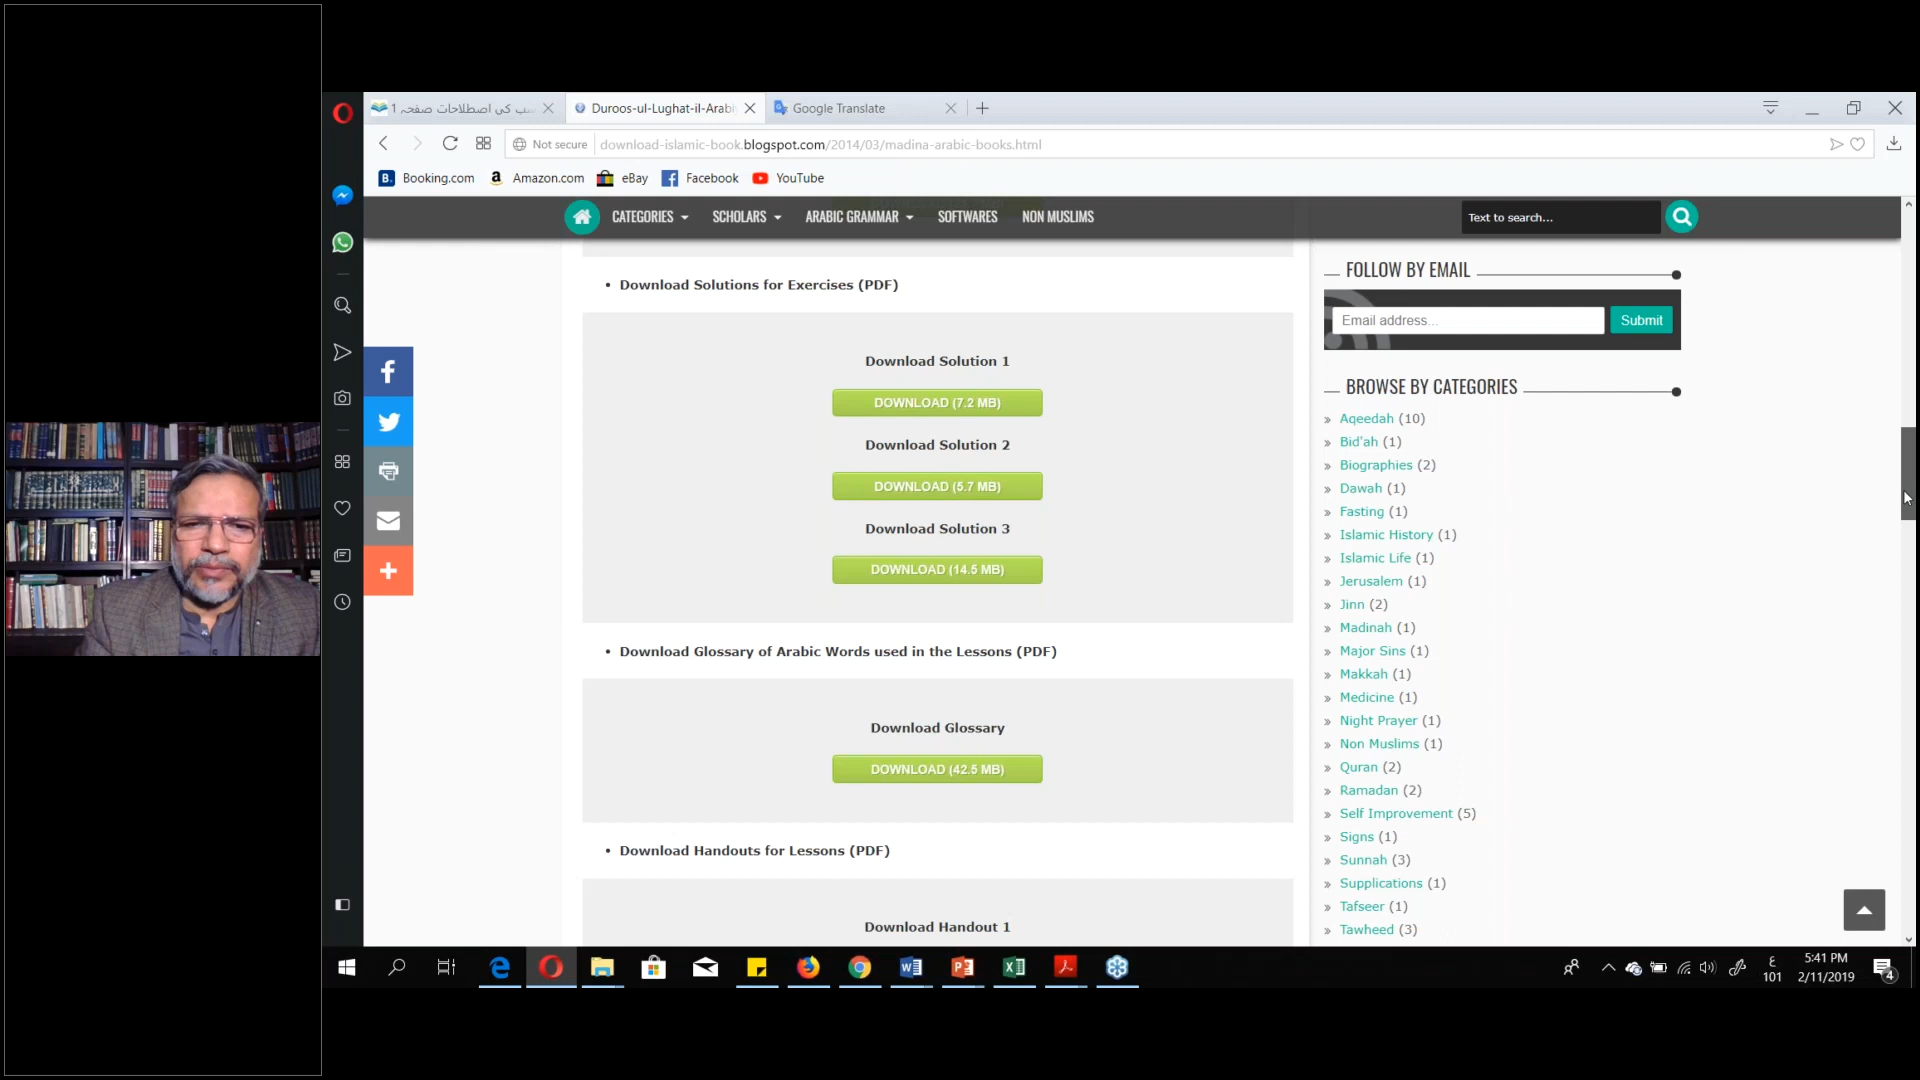 سب کی اصطلاحات صفحہ 1
Duroos-ul-Lughat-il-Arabi
Google Translate
Not secure
download-islamic-book.blogspot.com/2014/03/madina-arabic-books.html
Booking.com
Amazon.com
eBay
Facebook
YouTube
CATEGORIES
SCHOLARS
ARABIC GRAMMAR
SOFTWARES
NON MUSLIMS
Text to search...
• Download Solutions for Exercises (PDF)
Download Solution 1
DOWNLOAD (7.2 MB)
Download Solution 2
DOWNLOAD (5.7 MB)
Download Solution 3
DOWNLOAD (14.5 MB)
• Download Glossary of Arabic Words used in the Lessons (PDF)
Download Glossary
DOWNLOAD (42.5 MB)
• Download Handouts for Lessons (PDF)
Download Handout 1
FOLLOW BY EMAIL
Email address...
Submit
BROWSE BY CATEGORIES
» Aqeedah (10)
» Bid'ah (1)
» Biographies (2)
» Dawah (1)
» Fasting (1)
» Islamic History (1)
» Islamic Life (1)
» Jerusalem (1)
» Jinn (2)
» Madinah (1)
» Major Sins (1)
» Makkah (1)
» Medicine (1)
» Night Prayer (1)
» Non Muslims (1)
» Quran (2)
» Ramadan (2)
» Self Improvement (5)
» Signs (1)
» Sunnah (3)
» Supplications (1)
» Tafseer (1)
» Tawheed (3)
ع
101
5:41 PM
2/11/2019
4